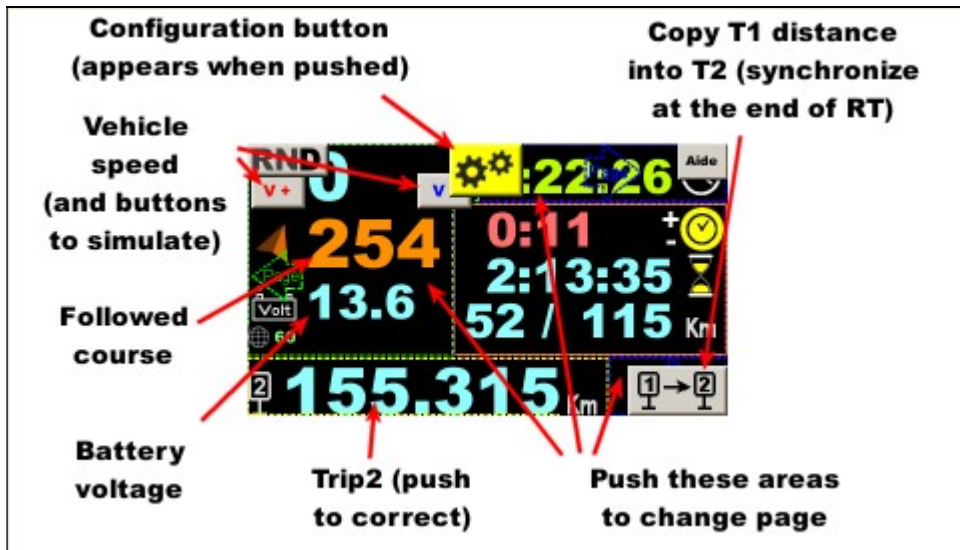 Configuration button
(appears when pushed)
Copy T1 distance
into T2 (synchronize
at the end of RT)
Vehicle
speed
(and buttons
to simulate)
Followed
course
Battery
voltage
Trip2 (push
to correct)
Push these areas
to change page
RND 0
V +
V
:22:26
Aide
254
Page
Volt
13.6
60
0:11
+
-
2:13:35
52 / 115 Km
2 155.315 Km
1 → 2